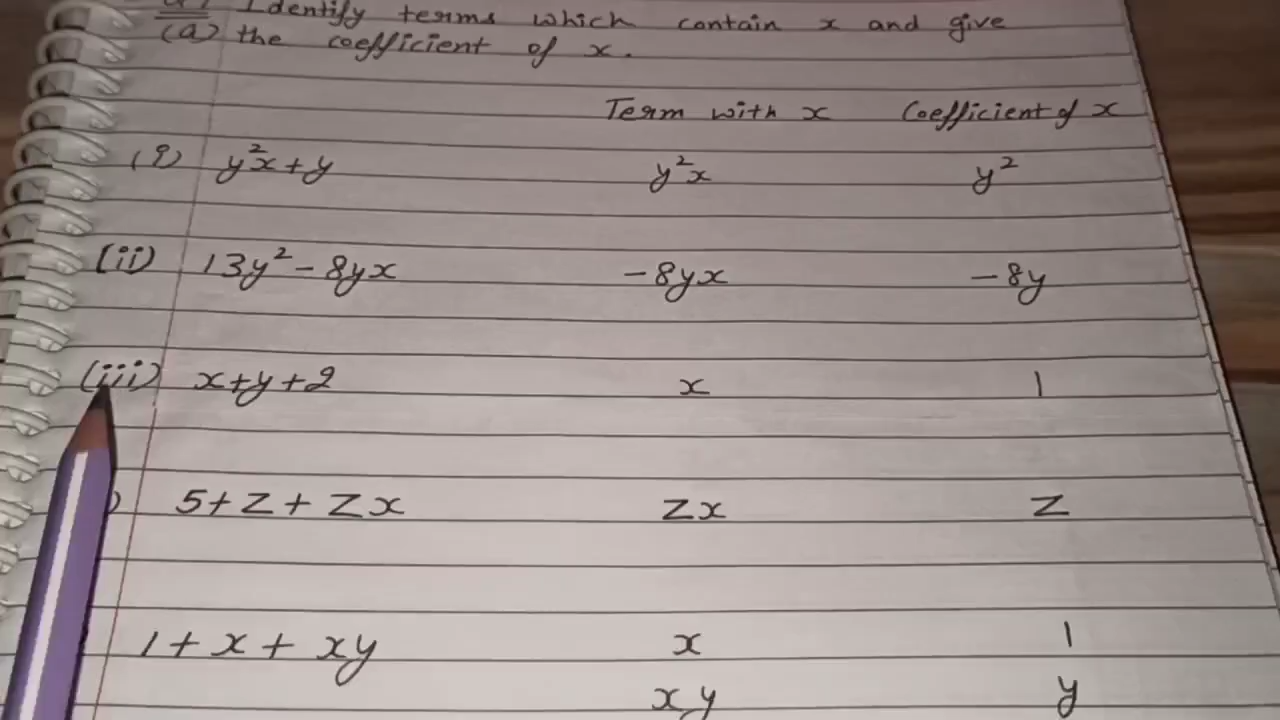 Identify terms which contain x and give
(a) the coefficient of x.
Term with x Coefficient of x
(i) y²x + y y²x y²
(ii) 13y² - 8yx - 8yx - 8y
(iii) x + y + 2 x 1
) 5 + z + zx zx z
1 + x + xy x 1
xy y